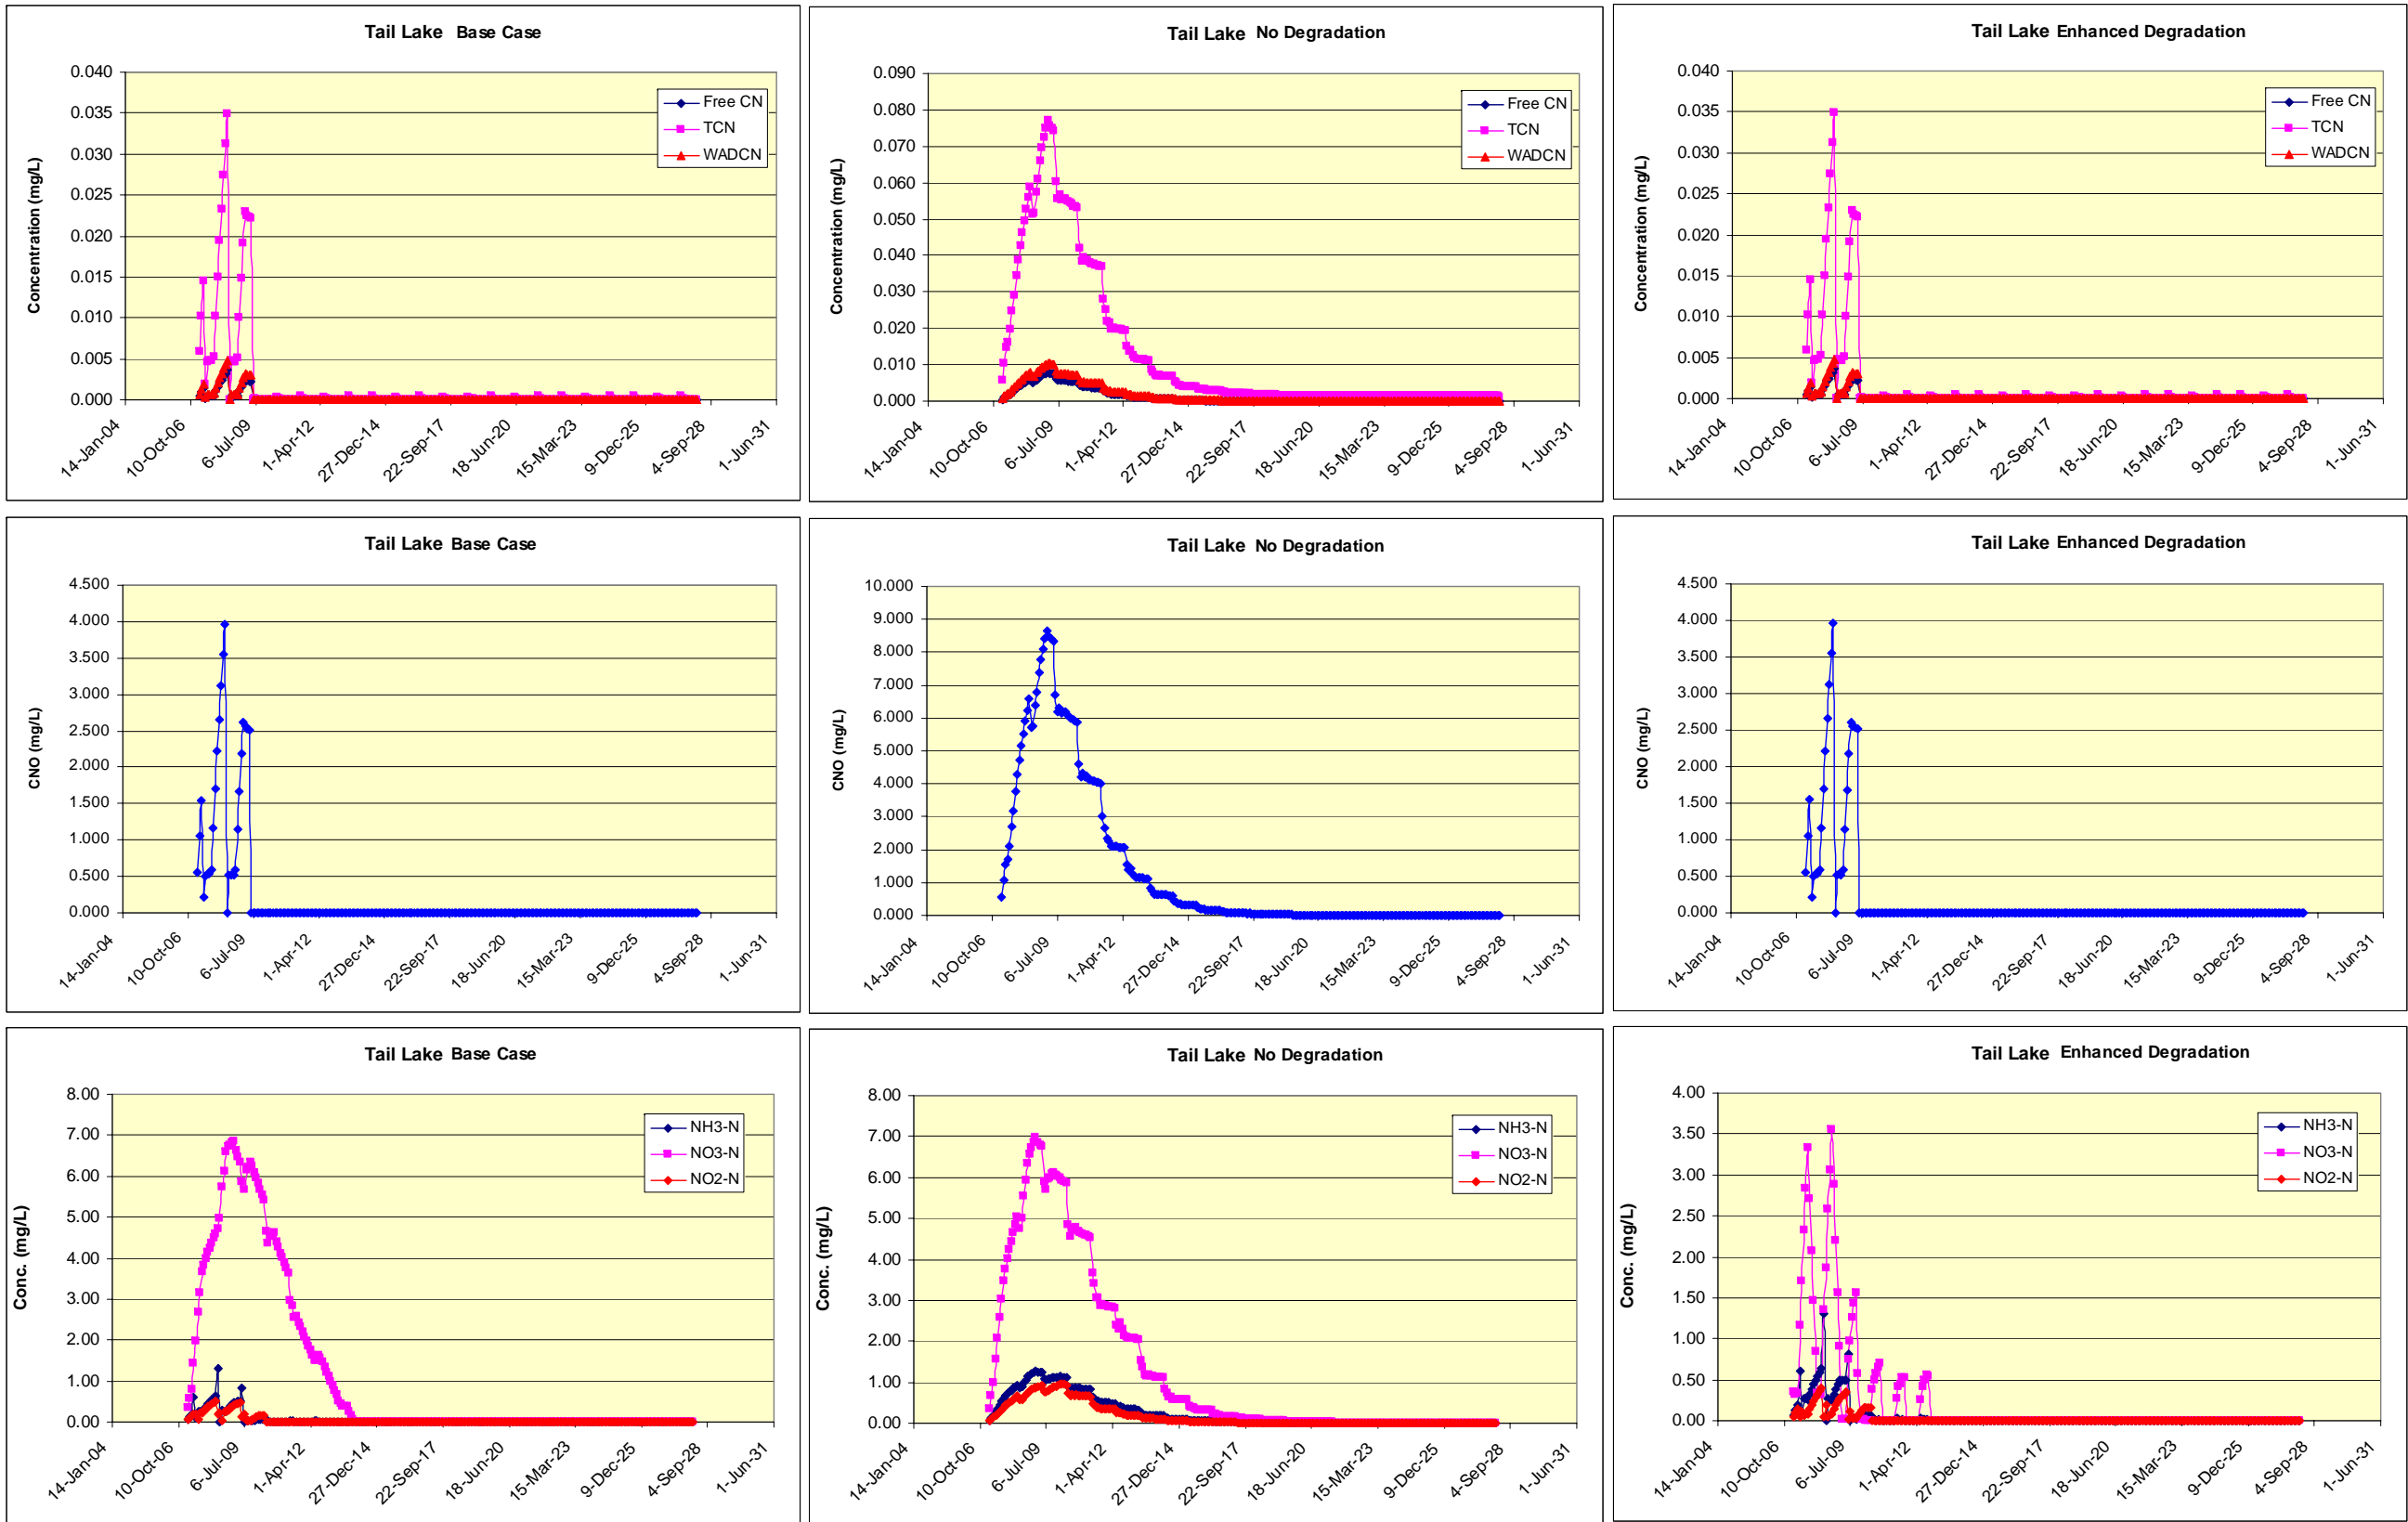 Tail Lake Base Case
0.040
0.035
0.030
0.025
0.020
0.015
0.010
0.005
0.000
Concentration (mg/L)
Free CN
TCN
WADCN
14-Jan-04
10-Oct-06
6-Jul-09
1-Apr-12
27-Dec-14
22-Sep-17
18-Jun-20
15-Mar-23
9-Dec-25
4-Sep-28
1-Jun-31
Tail Lake No Degradation
0.090
0.080
0.070
0.060
0.050
0.040
0.030
0.020
0.010
0.000
Concentration (mg/L)
Free CN
TCN
WADCN
14-Jan-04
10-Oct-06
6-Jul-09
1-Apr-12
27-Dec-14
22-Sep-17
18-Jun-20
15-Mar-23
9-Dec-25
4-Sep-28
1-Jun-31
Tail Lake Enhanced Degradation
0.040
0.035
0.030
0.025
0.020
0.015
0.010
0.005
0.000
Concentration (mg/L)
Free CN
TCN
WADCN
14-Jan-04
10-Oct-06
6-Jul-09
1-Apr-12
27-Dec-14
22-Sep-17
18-Jun-20
15-Mar-23
9-Dec-25
4-Sep-28
1-Jun-31
Tail Lake Base Case
4.500
4.000
3.500
3.000
2.500
2.000
1.500
1.000
0.500
0.000
CNO (mg/L)
14-Jan-04
10-Oct-06
6-Jul-09
1-Apr-12
27-Dec-14
22-Sep-17
18-Jun-20
15-Mar-23
9-Dec-25
4-Sep-28
1-Jun-31
Tail Lake No Degradation
10.000
9.000
8.000
7.000
6.000
5.000
4.000
3.000
2.000
1.000
0.000
CNO (mg/L)
14-Jan-04
10-Oct-06
6-Jul-09
1-Apr-12
27-Dec-14
22-Sep-17
18-Jun-20
15-Mar-23
9-Dec-25
4-Sep-28
1-Jun-31
Tail Lake Enhanced Degradation
4.500
4.000
3.500
3.000
2.500
2.000
1.500
1.000
0.500
0.000
CNO (mg/L)
14-Jan-04
10-Oct-06
6-Jul-09
1-Apr-12
27-Dec-14
22-Sep-17
18-Jun-20
15-Mar-23
9-Dec-25
4-Sep-28
1-Jun-31
Tail Lake Base Case
8.00
7.00
6.00
5.00
4.00
3.00
2.00
1.00
0.00
Conc. (mg/L)
NH3-N
NO3-N
NO2-N
14-Jan-04
10-Oct-06
6-Jul-09
1-Apr-12
27-Dec-14
22-Sep-17
18-Jun-20
15-Mar-23
9-Dec-25
4-Sep-28
1-Jun-31
Tail Lake No Degradation
8.00
7.00
6.00
5.00
4.00
3.00
2.00
1.00
0.00
Conc. (mg/L)
NH3-N
NO3-N
NO2-N
14-Jan-04
10-Oct-06
6-Jul-09
1-Apr-12
27-Dec-14
22-Sep-17
18-Jun-20
15-Mar-23
9-Dec-25
4-Sep-28
1-Jun-31
Tail Lake Enhanced Degradation
4.00
3.50
3.00
2.50
2.00
1.50
1.00
0.50
0.00
Conc. (mg/L)
NH3-N
NO3-N
NO2-N
14-Jan-04
10-Oct-06
6-Jul-09
1-Apr-12
27-Dec-14
22-Sep-17
18-Jun-20
15-Mar-23
9-Dec-25
4-Sep-28
1-Jun-31